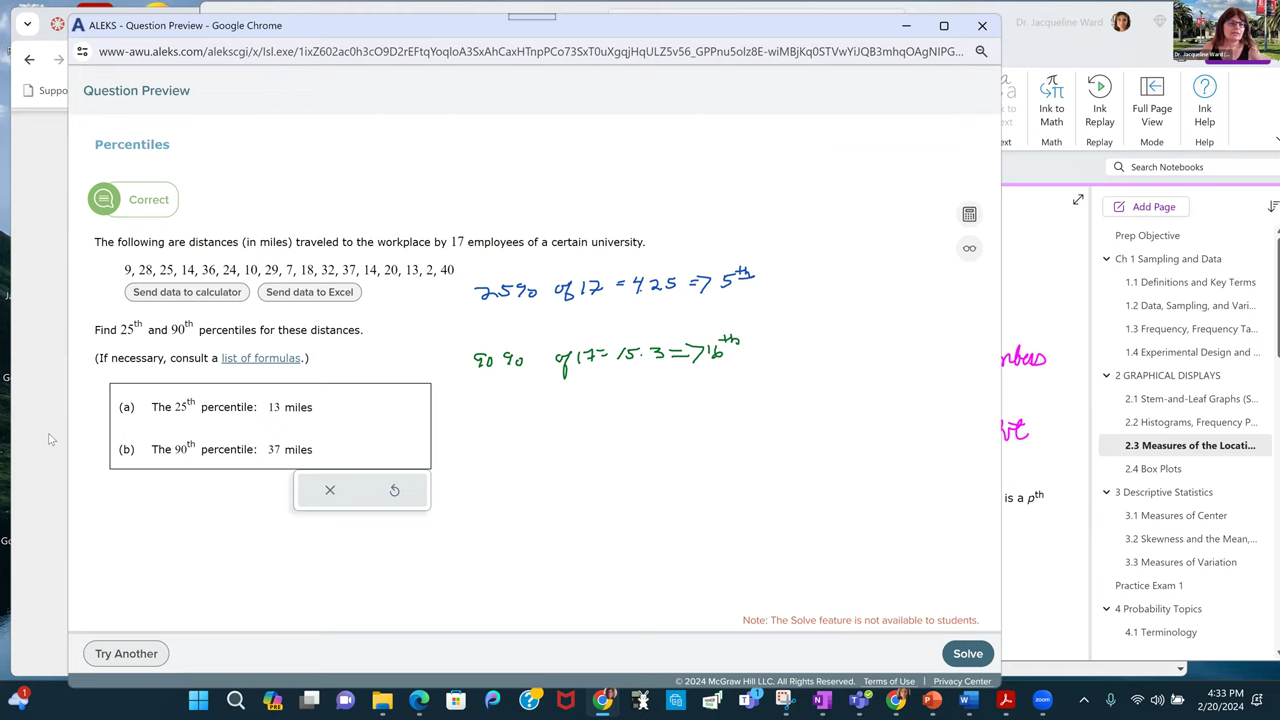 ALEKS - Question Preview - Google Chrome
Dr. Jacqueline Ward
www-awu.aleks.com/alekscgi/x/Isl.exe/
Suppo
Question Preview
Ink to Math
Ink Replay
Full Page View
Ink Help
ext
Math
Replay
Mode
Help
Percentiles
Search Notebooks
Correct
Add Page
The following are distances (in miles) traveled to the workplace by 17 employees of a certain university.
9, 28, 25, 14, 36, 24, 10, 29, 7, 18, 32, 37, 14, 20, 13, 2, 40
Send data to calculator
Send data to Excel
25% of 17 = 4.25 => 5th
Find 25th and 90th percentiles for these distances.
(If necessary, consult a list of formulas.)
90 % of 17 = 15.3 => 16th
(a) The 25th percentile: 13 miles
(b) The 90th percentile: 37 miles
mbers
is a pth
Prep Objective
Ch 1 Sampling and Data
1.1 Definitions and Key Terms
1.2 Data, Sampling, and Vari...
1.3 Frequency, Frequency Ta...
1.4 Experimental Design and ...
2 GRAPHICAL DISPLAYS
2.1 Stem-and-Leaf Graphs (S...
2.2 Histograms, Frequency P...
2.3 Measures of the Locati...
2.4 Box Plots
3 Descriptive Statistics
3.1 Measures of Center
3.2 Skewness and the Mean,...
3.3 Measures of Variation
Practice Exam 1
4 Probability Topics
4.1 Terminology
Note: The Solve feature is not available to students.
Try Another
Solve
© 2024 McGraw Hill LLC. All Rights Reserved. Terms of Use | Privacy Center
4:33 PM
2/20/2024